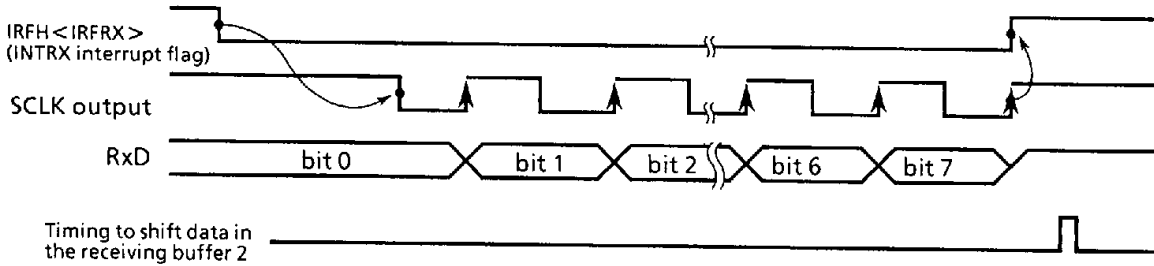 IRFH<IRFRX>
(INTRX interrupt flag)
SCLK output
RxD
bit 0 bit 1 bit 2 bit 6 bit 7
Timing to shift data in
the receiving buffer 2